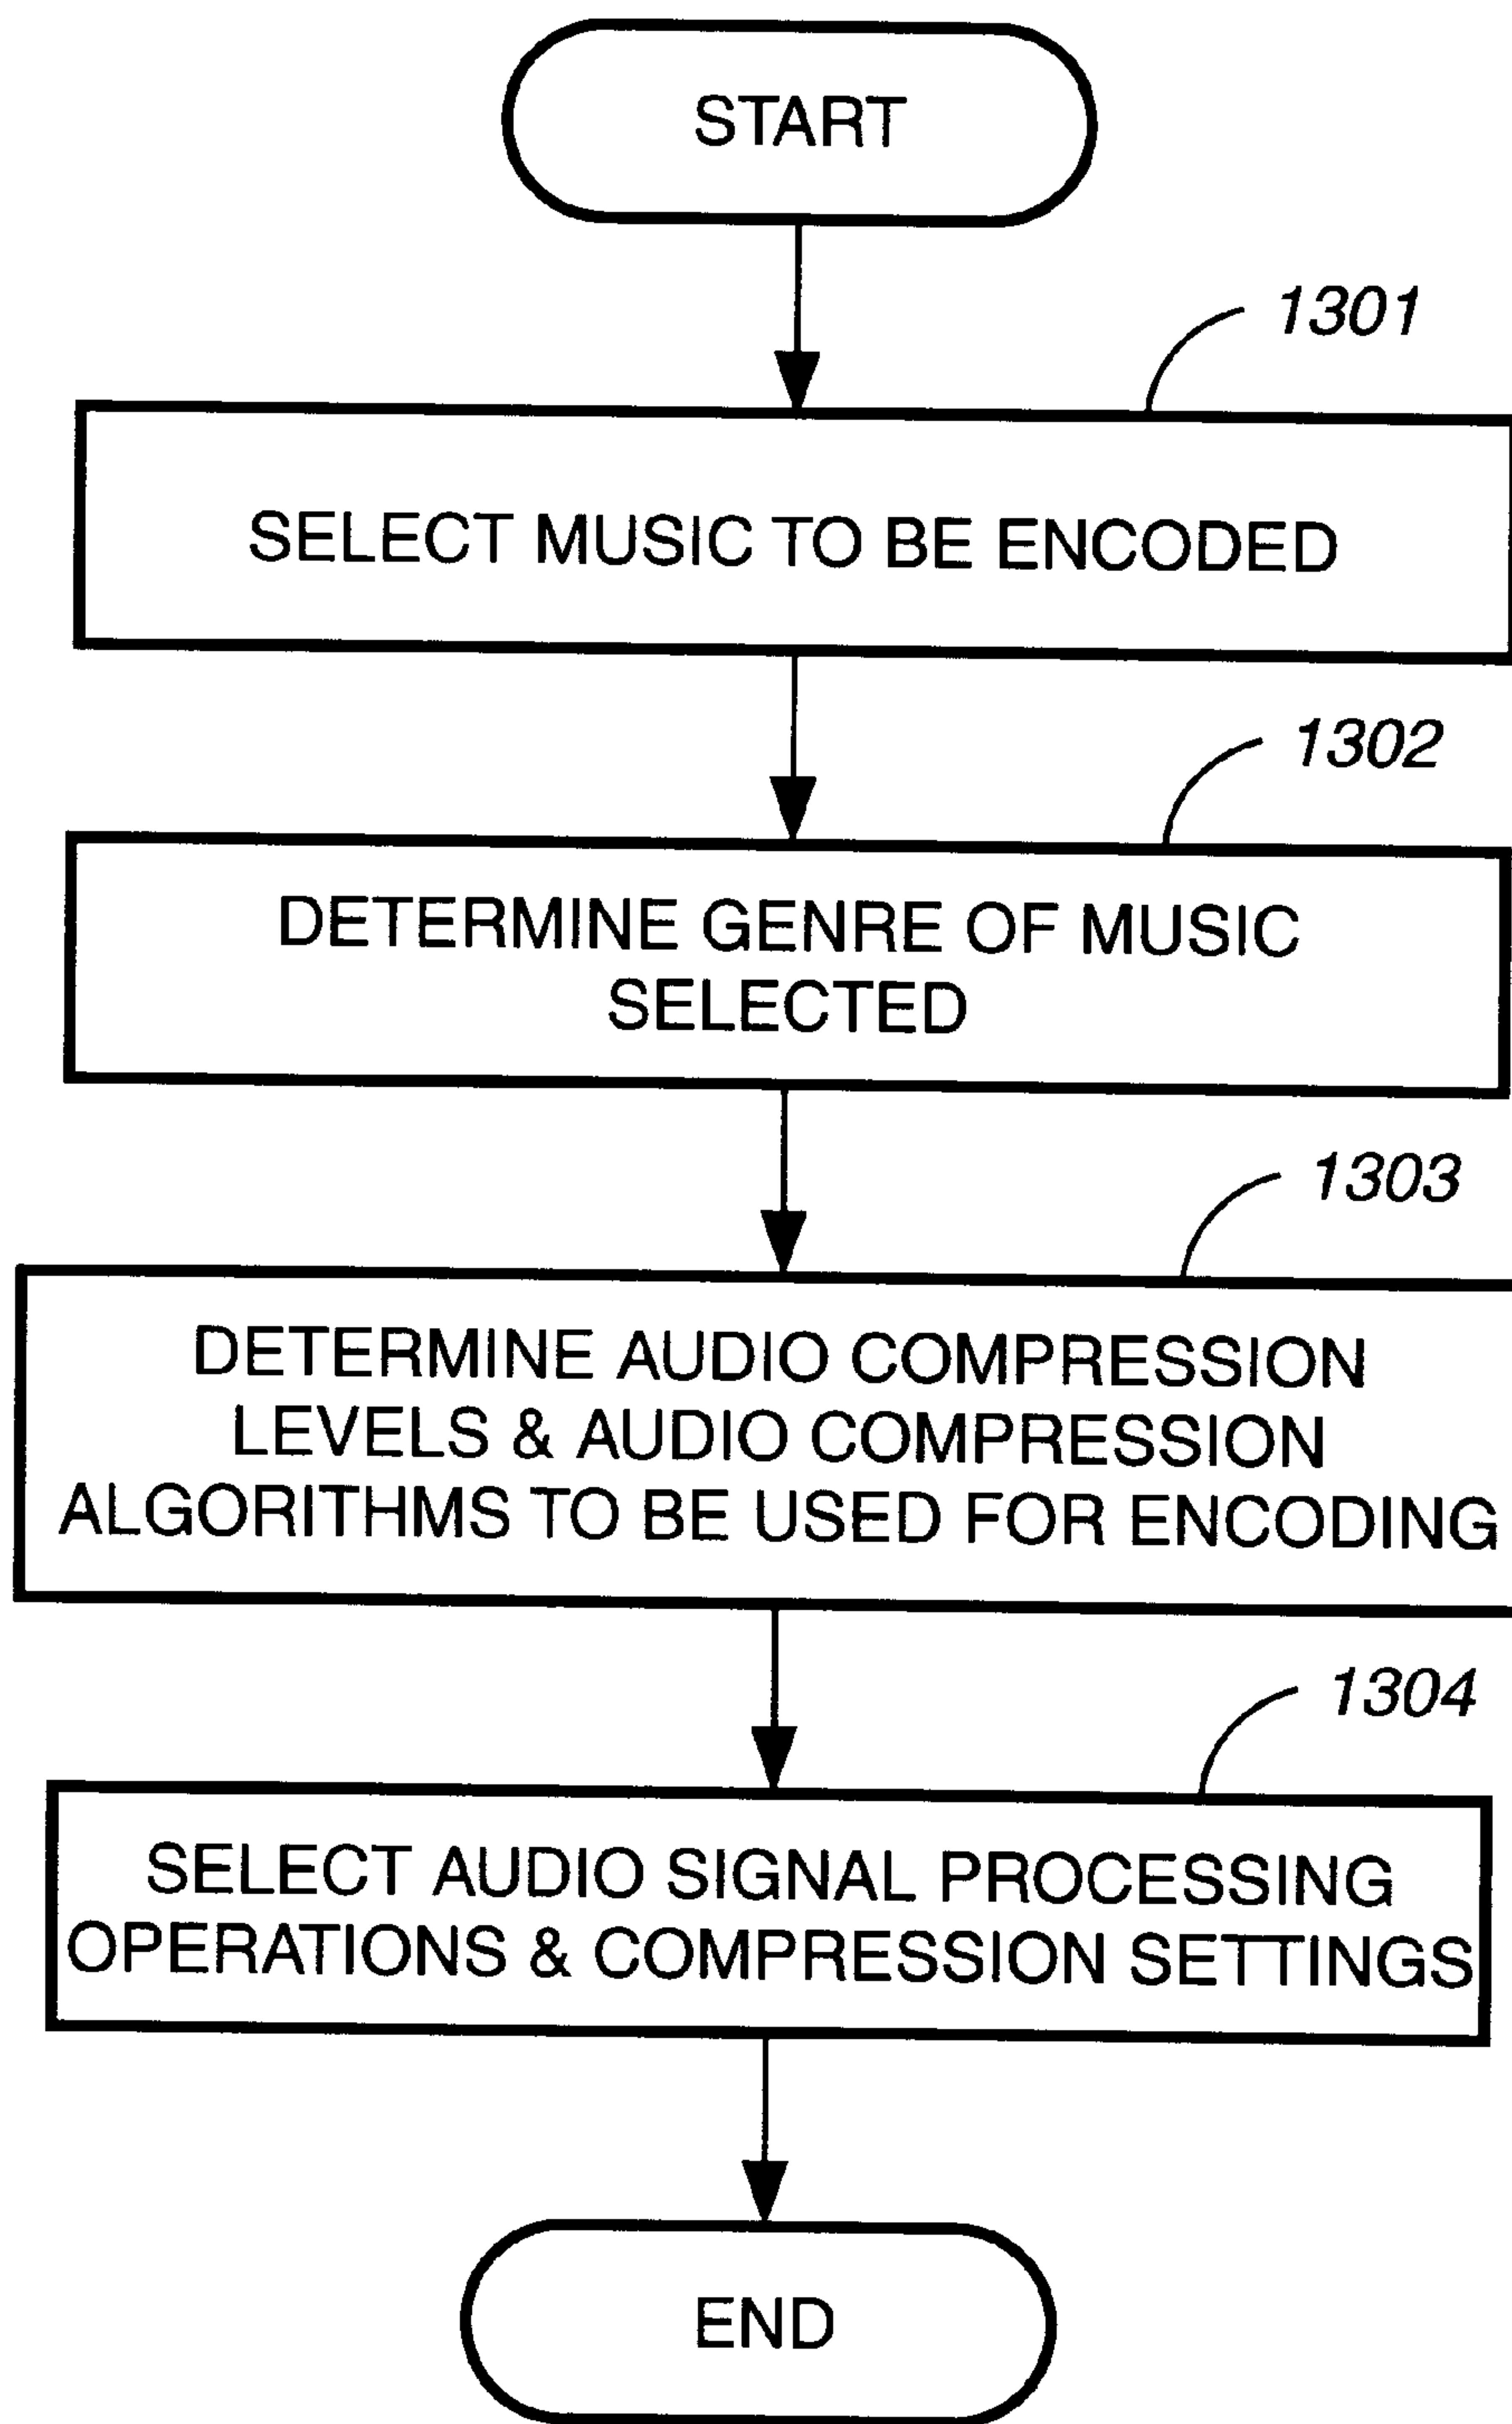 START
1301
SELECT MUSIC TO BE ENCODED
1302
DETERMINE GENRE OF MUSIC
SELECTED
1303
DETERMINE AUDIO COMPRESSION
LEVELS & AUDIO COMPRESSION
ALGORITHMS TO BE USED FOR ENCODING
1304
SELECT AUDIO SIGNAL PROCESSING
OPERATIONS & COMPRESSION SETTINGS
END